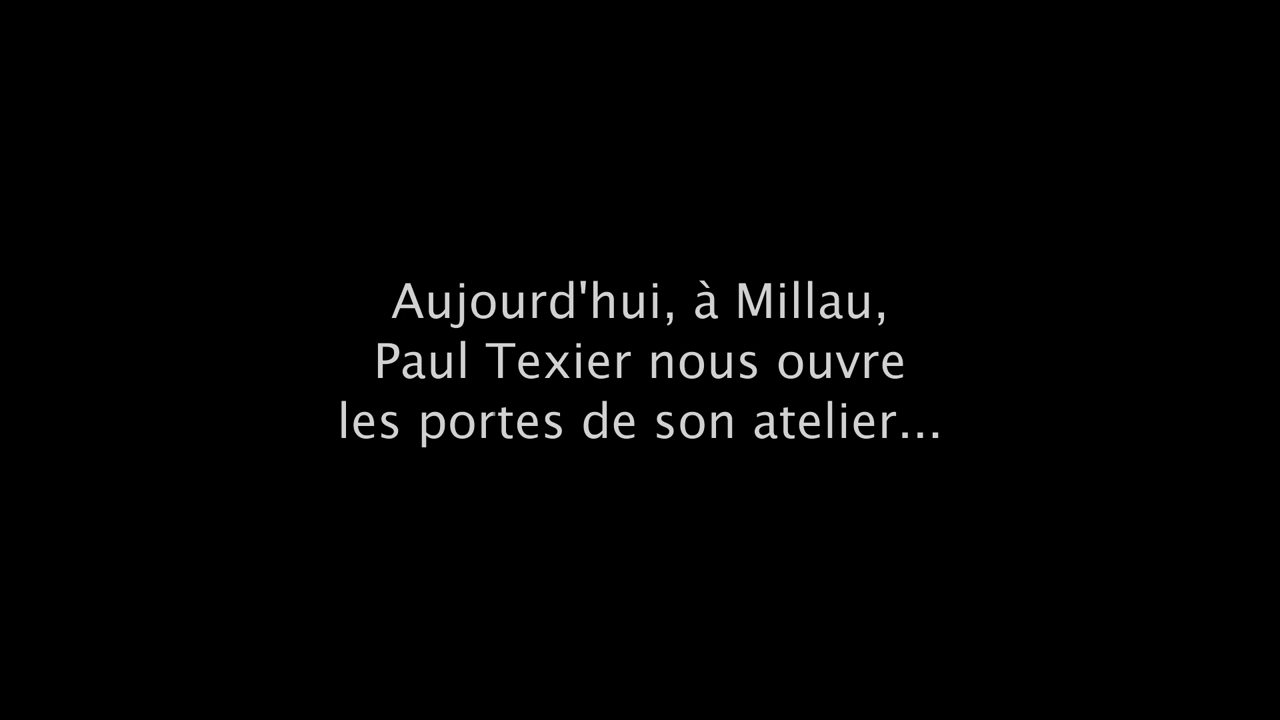 Aujourd'hui, à Millau,
Paul Texier nous ouvre
les portes de son atelier...